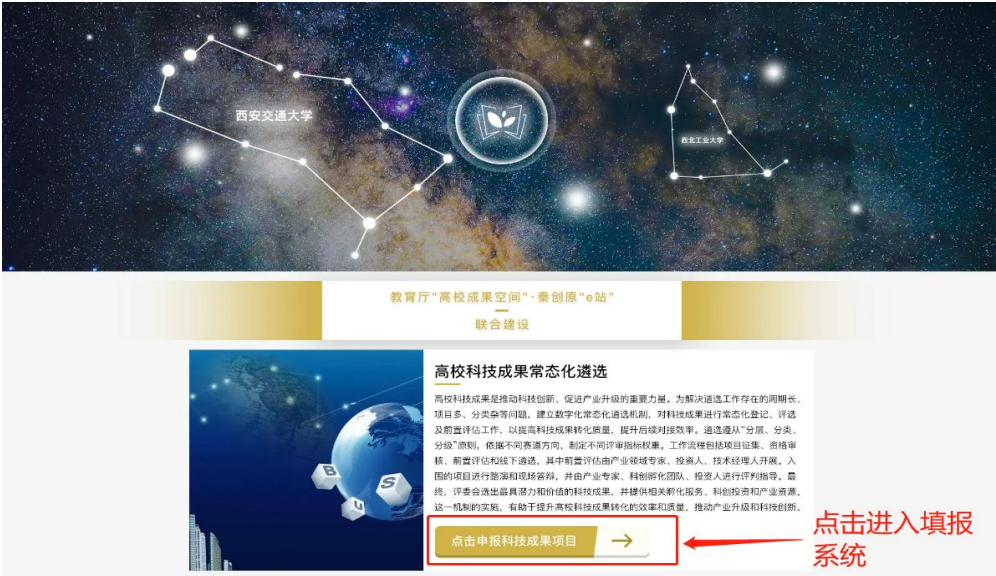 西安交通大学
西北工业大学
教育厅"高校成果空间"·秦创原"e站"
联合建设
高校科技成果常态化遴选
高校科技成果是推动科技创新、促进产业升级的重要力量。为解决遴选工作存在的周期长、
项目多、分类杂等问题，建立数字化常态化遴选机制，对科技成果进行常态化登记、评选
及前置评估工作，以提高科技成果转化质量，提升后续对接效率。遴选遵从“分层、分类、
分级”原则，依据不同赛道方向，制定不同评审指标权重。工作流程包括项目征集、资格审
核、前置评估和线下遴选，其中前置评估由产业领域专家、投资人、技术经理人开展。入
围的项目进行路演和现场答辩，并由产业专家、科创孵化团队、投资人进行评判指导。最
终，评委会选出最具潜力和价值的科技成果，并提供相关孵化服务、科创投资和产业资源。
这一机制的实施，有助于提升高校科技成果转化的效率和质量，推动产业升级和科技创新。
B
S
U
点击申报科技成果项目
点击进入填报
系统